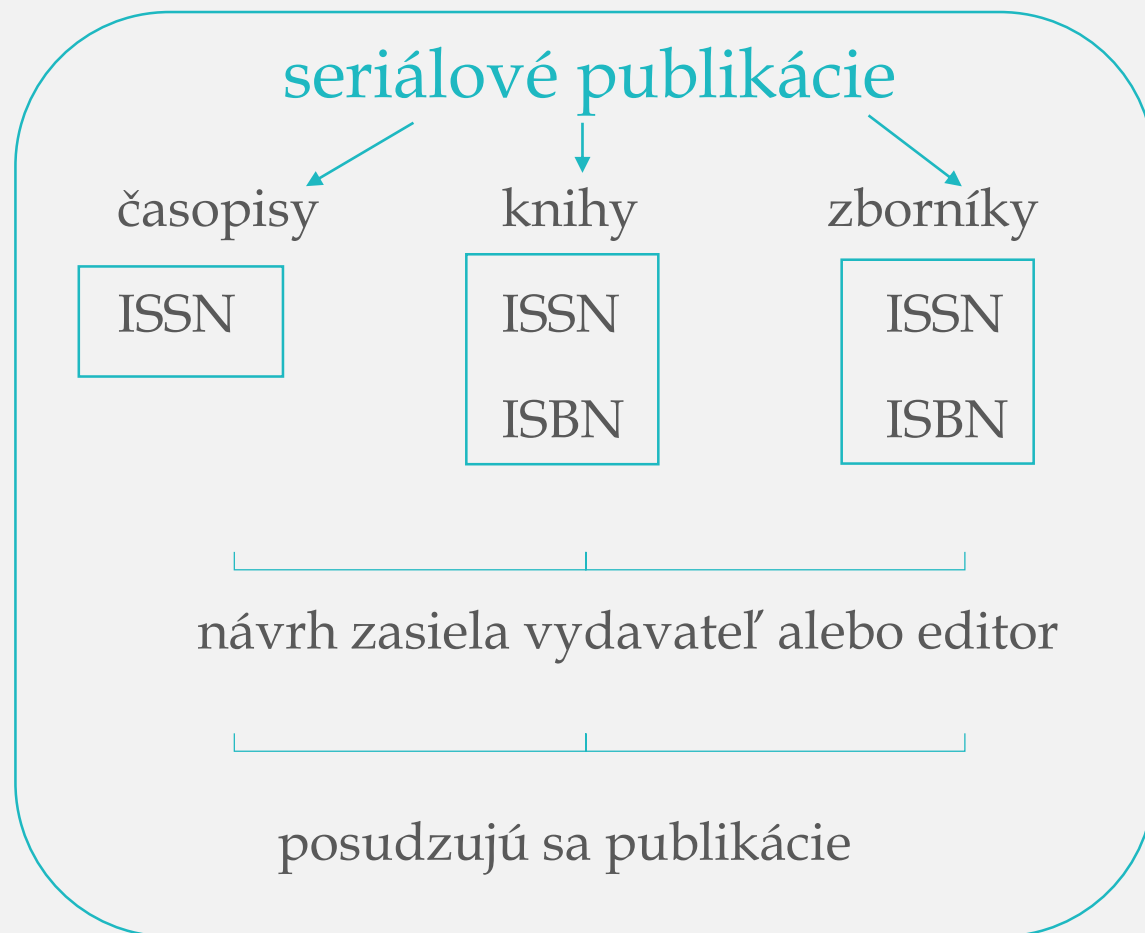 seriálové publikácie
časopisy knihy zborníky
ISSN ISSN ISSN
ISBN ISBN
návrh zasiela vydavateľ alebo editor
posudzujú sa publikácie